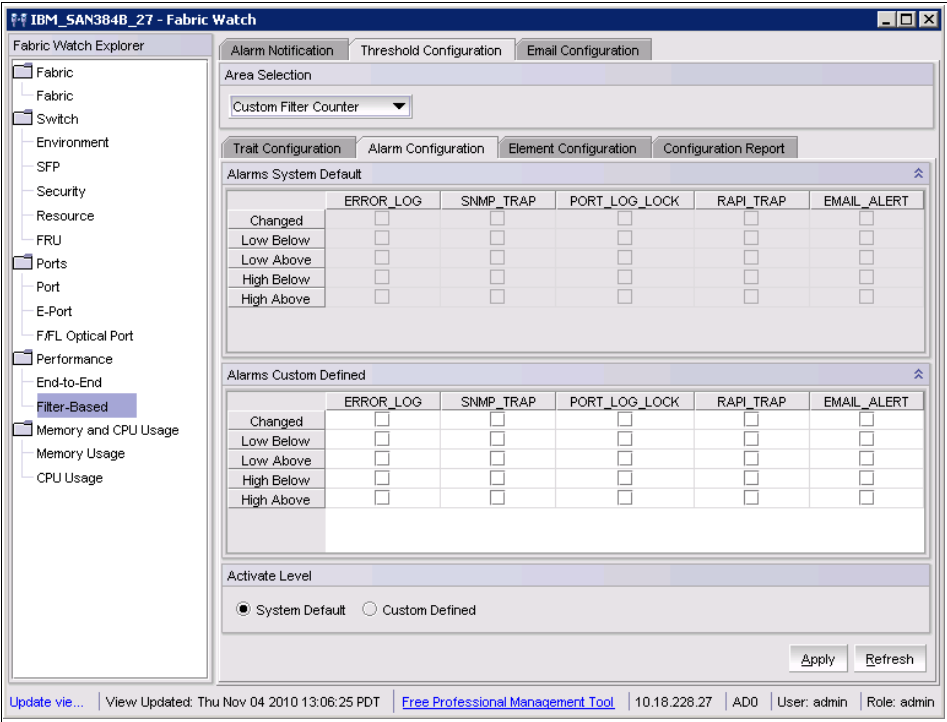 IBM_SAN384B_27 - Fabric Watch
Fabric Watch Explorer
Fabric
Fabric
Switch
Environment
SFP
Security
Resource
FRU
Ports
Port
E-Port
F/FL Optical Port
Performance
End-to-End
Filter-Based
Memory and CPU Usage
Memory Usage
CPU Usage
Alarm Notification Threshold Configuration Email Configuration
Area Selection
Custom Filter Counter
Trait Configuration Alarm Configuration Element Configuration Configuration Report
Alarms System Default
ERROR_LOG SNMP_TRAP PORT_LOG_LOCK RAPI_TRAP EMAIL_ALERT
Changed
Low Below
Low Above
High Below
High Above
Alarms Custom Defined
ERROR_LOG SNMP_TRAP PORT_LOG_LOCK RAPI_TRAP EMAIL_ALERT
Changed
Low Below
Low Above
High Below
High Above
Activate Level
System Default Custom Defined
Apply Refresh
Update vie... View Updated: Thu Nov 04 2010 13:06:25 PDT Free Professional Management Tool 10.18.228.27 AD0 User: admin Role: admin